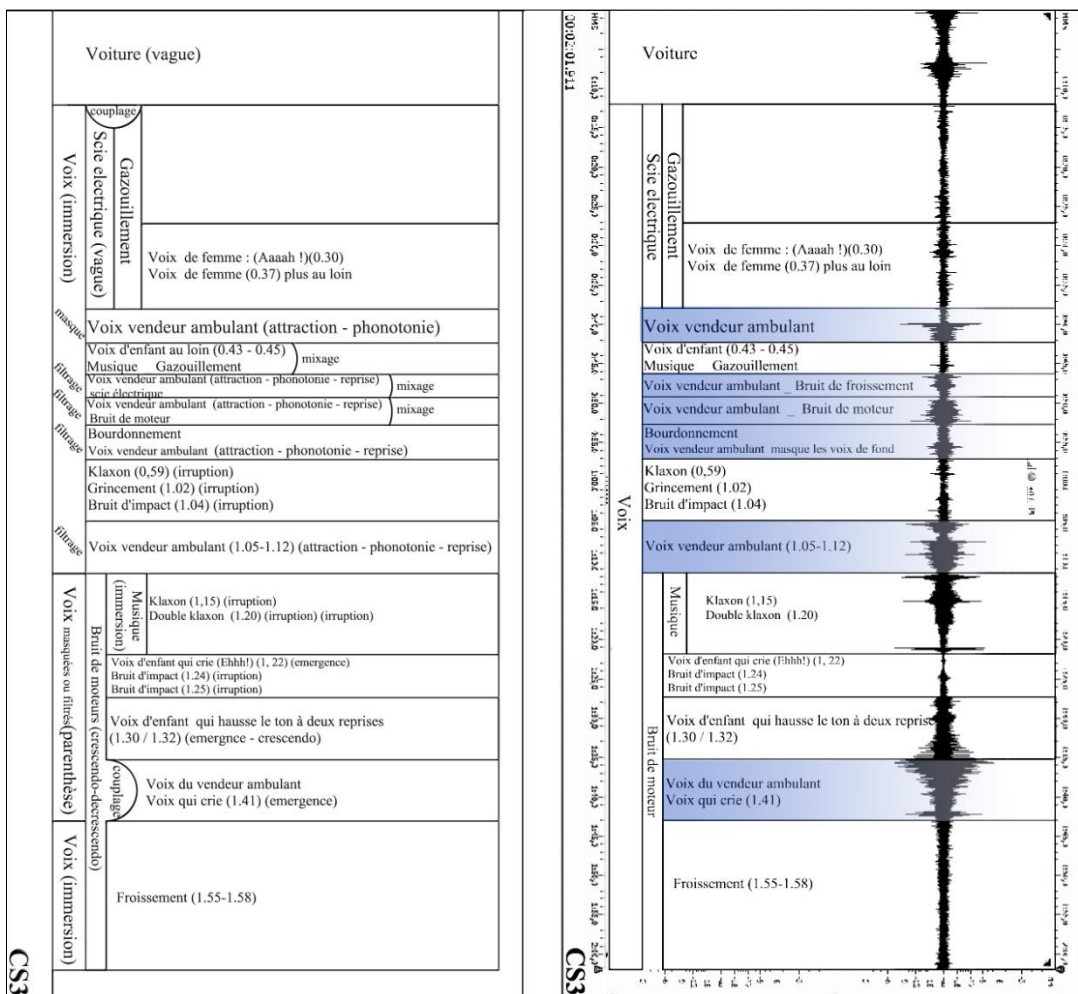 Voiture (vague)
couplage
Voix (immersion)
Scie electrique (vague)
Gazouillement
Voix de femme : (Aaaah !)(0.30)
Voix de femme (0.37) plus au loin
masque
Voix vendeur ambulant (attraction - phonotonie)
Voix d'enfant au loin (0.43 - 0.45)
Musique _ Gazouillement
mixage
filtrage
Voix vendeur ambulant (attraction - phonotonie - reprise)
scie électrique
mixage
filtrage
Voix vendeur ambulant (attraction - phonotonie - reprise)
Bruit de moteur
mixage
filtrage
Bourdonnement
Voix vendeur ambulant (attraction - phonotonie - reprise)
Klaxon (0,59) (irruption)
Grincement (1.02) (irruption)
Bruit d'impact (1.04) (irruption)
filtrage
Voix vendeur ambulant (1.05-1.12) (attraction - phonotonie - reprise)
Voix masquées ou filtrés(parenthèse)
Bruit de moteurs (crescendo-decrescendo)
Musique
(immersion)
Klaxon (1,15) (irruption)
Double klaxon (1.20) (irruption) (irruption)
Voix d'enfant qui crie (Ehhh!) (1, 22) (emergence)
Bruit d'impact (1.24) (irruption)
Bruit d'impact (1.25) (irruption)
Voix d'enfant qui hausse le ton à deux reprises
(1.30 / 1.32) (emergnce - crescendo)
couplage
Voix du vendeur ambulant
Voix qui crie (1.41) (emergence)
Voix (immersion)
Froissement (1.55-1.58)
CS3
00:02:01.911
Voiture
Voix
Scie electrique
Gazouillement
Voix de femme : (Aaaah !)(0.30)
Voix de femme (0.37) plus au loin
Voix vendeur ambulant
Voix d'enfant (0.43 - 0.45)
Musique _ Gazouillement
Voix vendeur ambulant _ Bruit de froissement
Voix vendeur ambulant _ Bruit de moteur
Bourdonnement
Voix vendeur ambulant masque les voix de fond
Klaxon (0,59)
Grincement (1.02)
Bruit d'impact (1.04)
Voix vendeur ambulant (1.05-1.12)
Bruit de moteur
Musique
Klaxon (1,15)
Double klaxon (1.20)
Voix d'enfant qui crie (Ehhh!) (1, 22)
Bruit d'impact (1.24)
Bruit d'impact (1.25)
Voix d'enfant qui hausse le ton à deux reprise
(1.30 / 1.32)
Voix du vendeur ambulant
Voix qui crie (1.41)
Froissement (1.55-1.58)
CS3